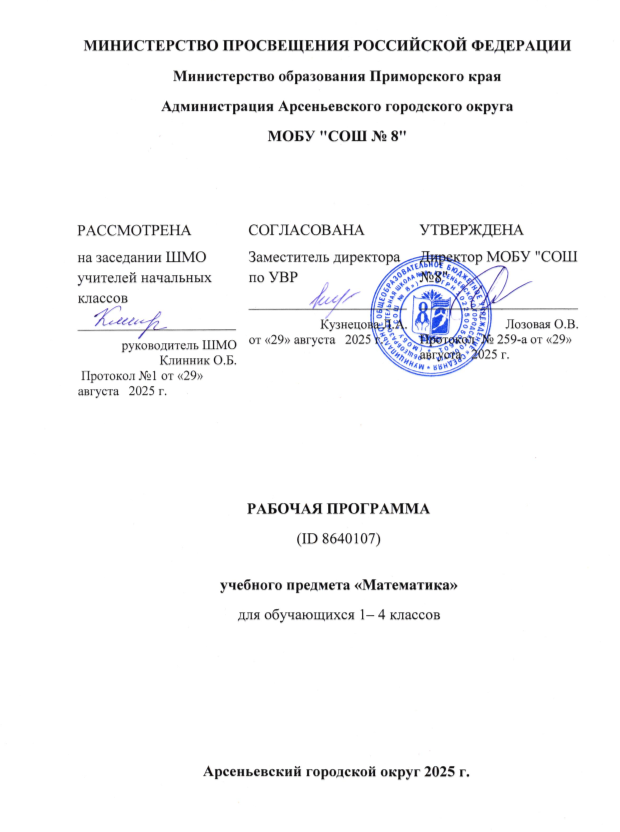 МИНИСТЕРСТВО ПРОСВЕЩЕНИЯ РОССИЙСКОЙ ФЕДЕРАЦИИ
Министерство образования Приморского края
Администрация Арсеньевского городского округа
МОБУ "СОШ № 8"
РАССМОТРЕНА
на заседании ШМО
учителей начальных
классов
руководитель ШМО
Клинник О.Б.
Протокол №1 от «29»
августа 2025 г.
СОГЛАСОВАНА
Заместитель директора
по УВР
Кузнецова
от «29» августа 2025 г.
УТВЕРЖДЕНА
Директор МОБУ "СОШ
№8"
Лозовая О.В.
Протокол № 259-а от «29»
августа 2025 г.
8
РАБОЧАЯ ПРОГРАММА
(ID 8640107)
учебного предмета «Математика»
для обучающихся 1– 4 классов
Арсеньевский городской округ 2025 г.